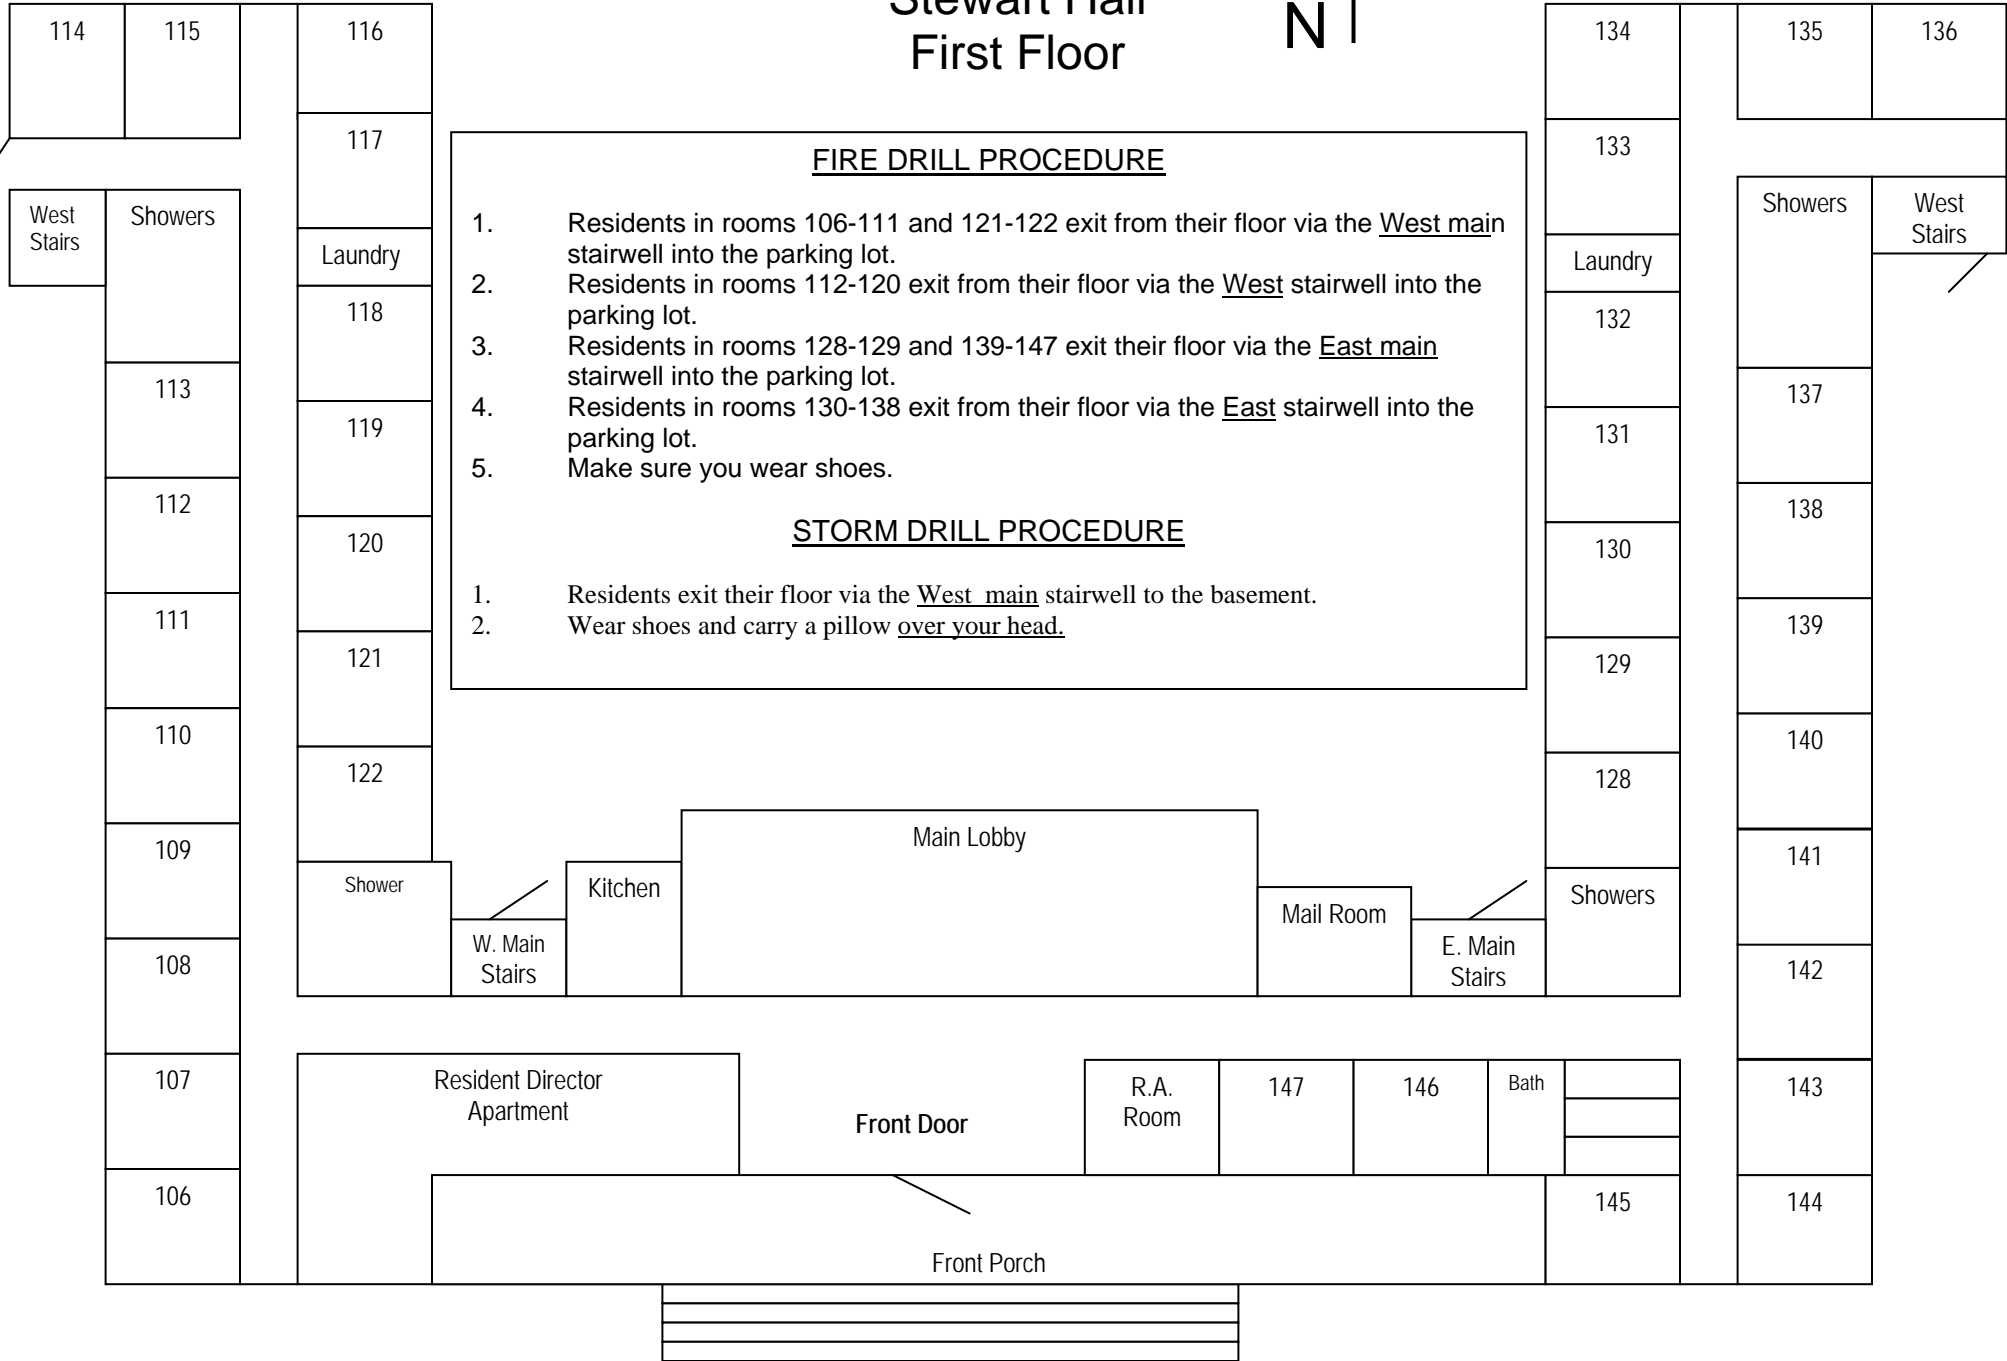 Stewart Hall
First Floor
N
114
115
116
134
135
136
117
133
West
Stairs
Showers
Laundry
Showers
West
Stairs
Laundry
FIRE DRILL PROCEDURE
1. Residents in rooms 106-111 and 121-122 exit from their floor via the West main
stairwell into the parking lot.
2. Residents in rooms 112-120 exit from their floor via the West stairwell into the
parking lot.
3. Residents in rooms 128-129 and 139-147 exit their floor via the East main
stairwell into the parking lot.
4. Residents in rooms 130-138 exit from their floor via the East stairwell into the
parking lot.
5. Make sure you wear shoes.
STORM DRILL PROCEDURE
1. Residents exit their floor via the West main stairwell to the basement.
2. Wear shoes and carry a pillow over your head.
118
132
113
137
119
131
112
138
120
130
111
139
121
129
110
140
122
128
109
Main Lobby
141
Shower
Kitchen
Mail Room
Showers
W. Main
Stairs
E. Main
Stairs
108
142
107
Resident Director
Apartment
Front Door
R.A.
Room
147
146
Bath
143
106
145
144
Front Porch